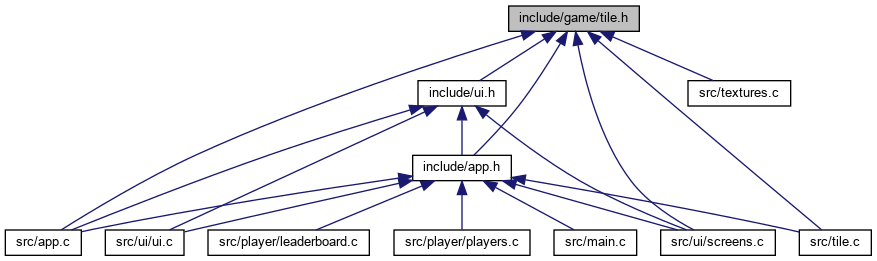 include/game/tile.h
include/ui.h
src/textures.c
include/app.h
src/app.c
src/ui/ui.c
src/player/leaderboard.c
src/player/players.c
src/main.c
src/ui/screens.c
src/tile.c